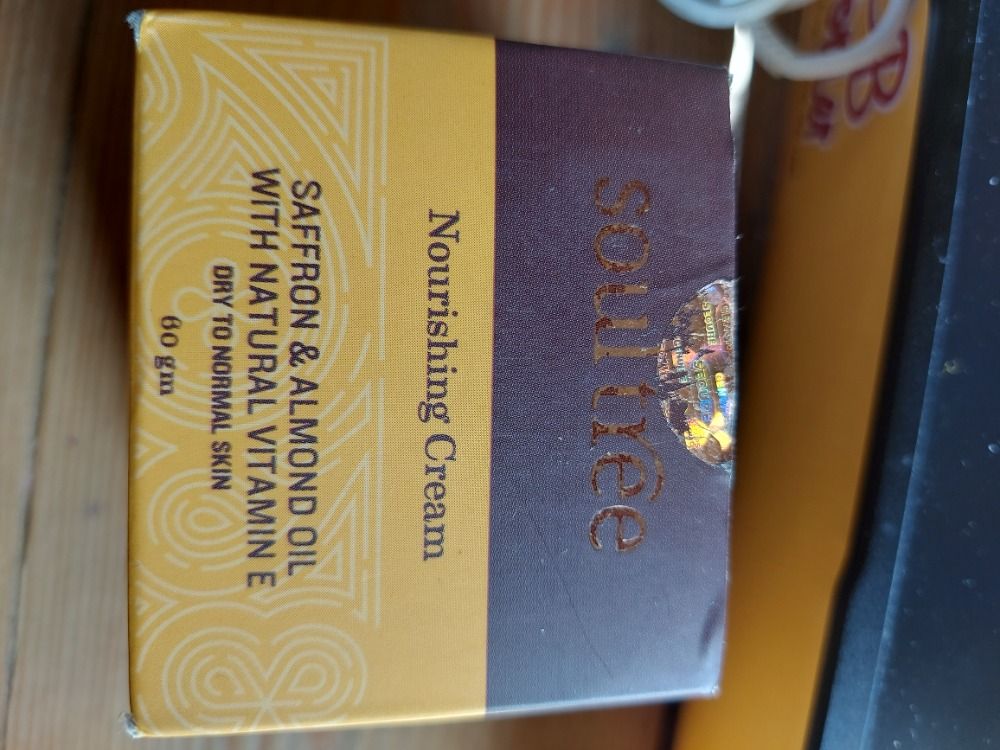 soultree
Nourishing Cream
SAFFRON & ALMOND OIL
WITH NATURAL VITAMIN E
DRY TO NORMAL SKIN
60 gm